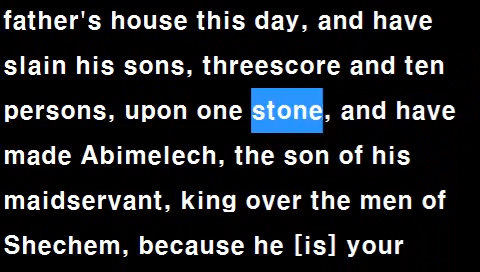 father's house this day, and have
slain his sons, threescore and ten
persons, upon one stone, and have
made Abimelech, the son of his
maidservant, king over the men of
Shechem, because he [is] your